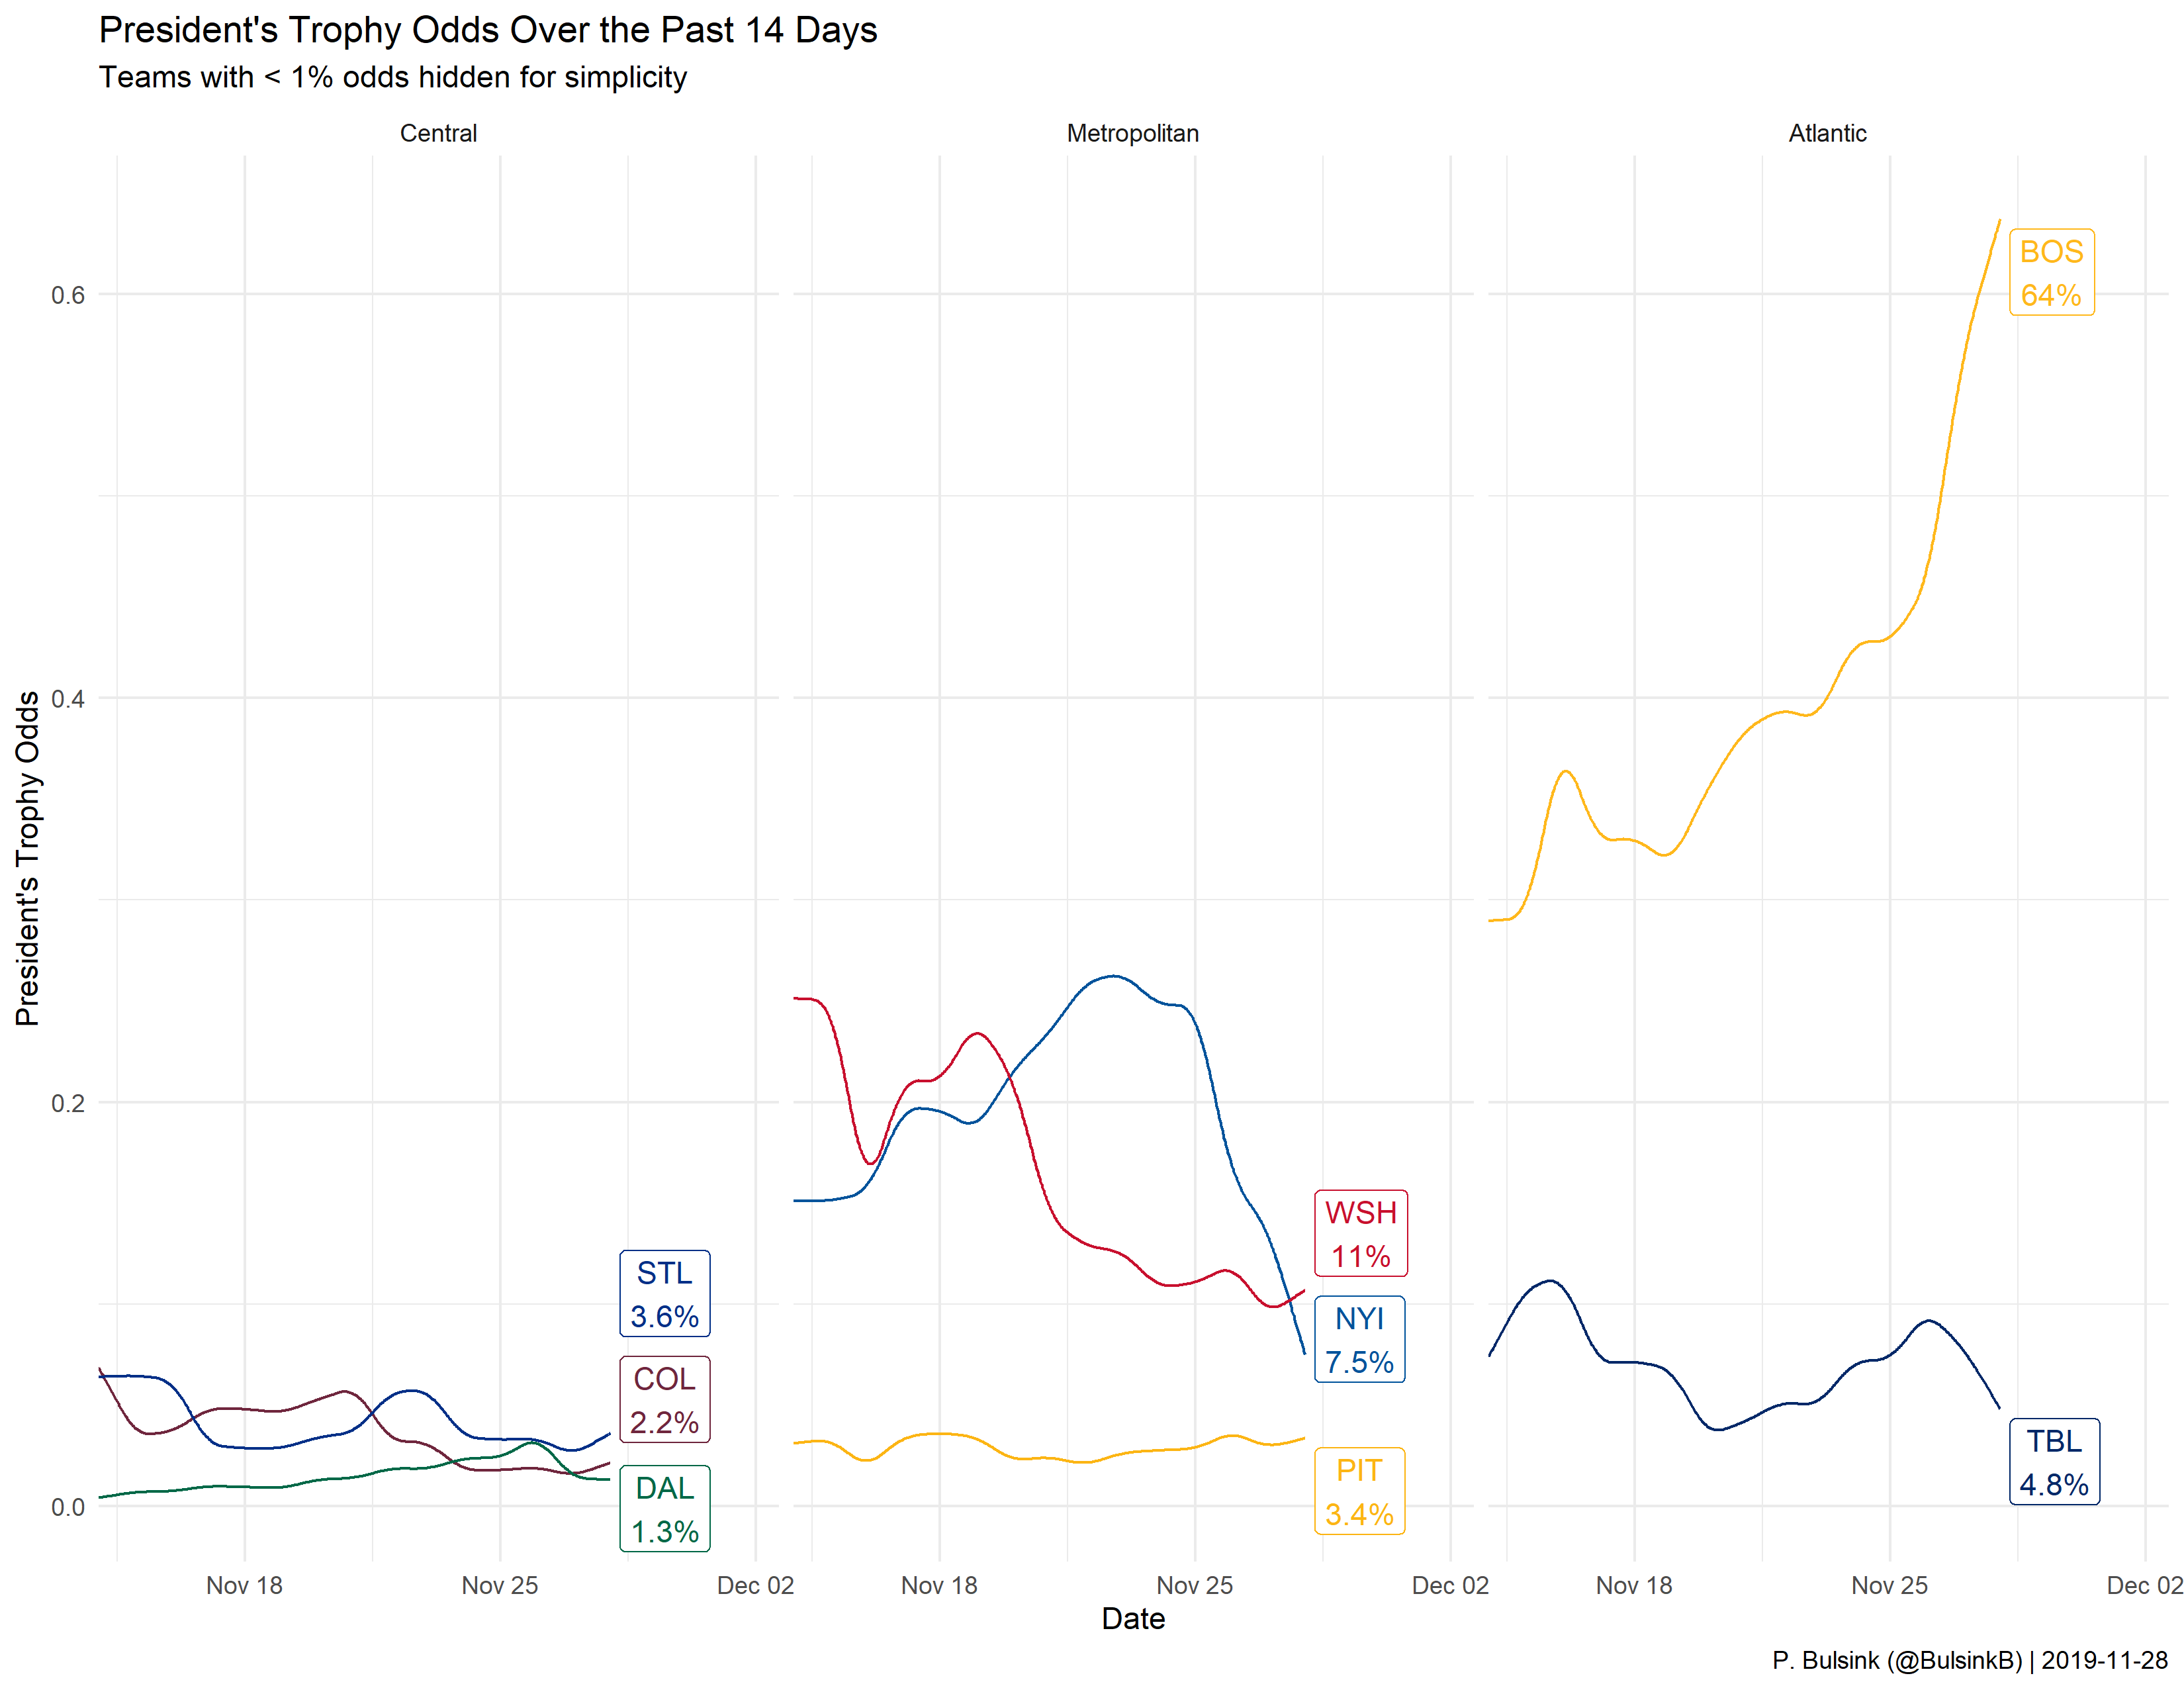 President's Trophy Odds Over the Past 14 Days
Teams with < 1% odds hidden for simplicity
Central
Metropolitan
Atlantic
President's Trophy Odds
0.6
0.4
0.2
0.0
STL
3.6%
COL
2.2%
DAL
1.3%
WSH
11%
NYI
7.5%
PIT
3.4%
BOS
64%
TBL
4.8%
Nov 18
Nov 25
Dec 02
Nov 18
Nov 25
Dec 02
Nov 18
Nov 25
Dec 02
Date
P. Bulsink (@BulsinkB) | 2019-11-28